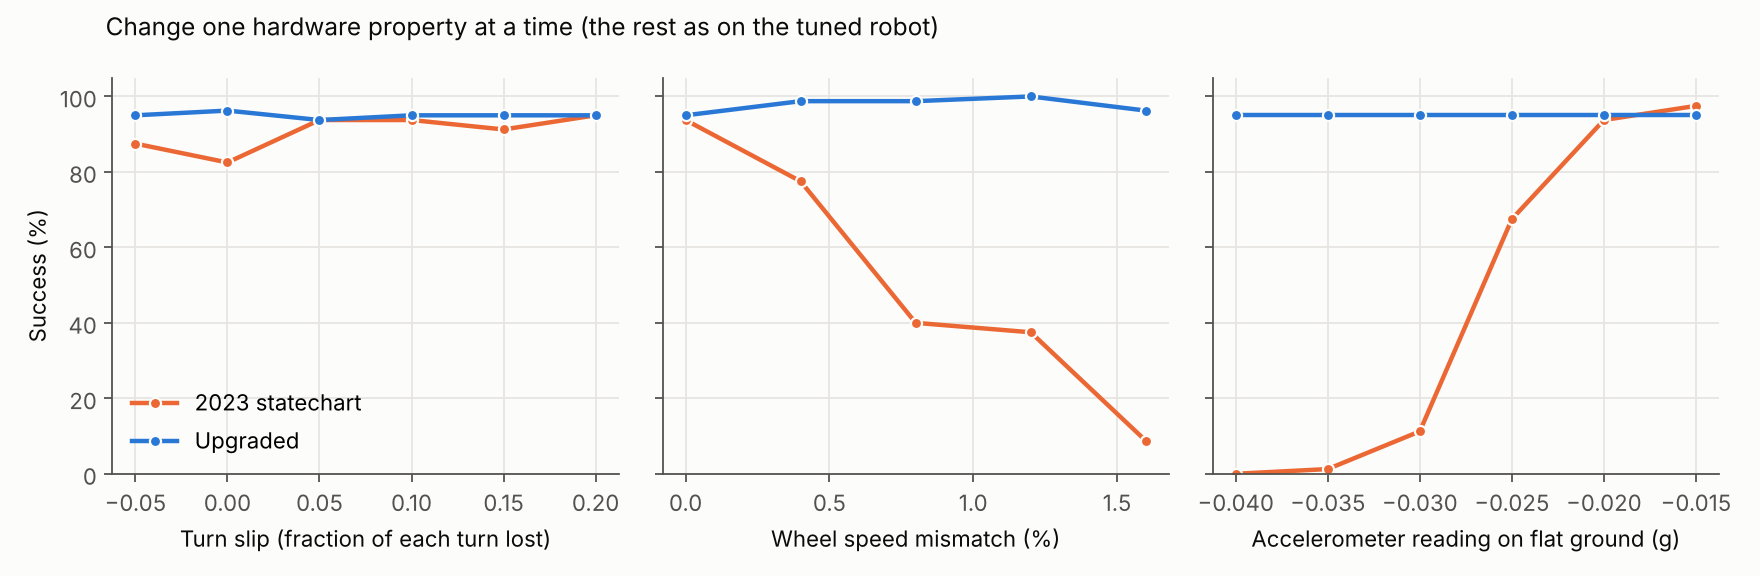 Change one hardware property at a time (the rest as on the tuned robot)
Success (%)
100
80
60
40
20
0
2023 statechart
Upgraded
−0.05 0.00 0.05 0.10 0.15 0.20
Turn slip (fraction of each turn lost)
0.0 0.5 1.0 1.5
Wheel speed mismatch (%)
−0.040 −0.035 −0.030 −0.025 −0.020 −0.015
Accelerometer reading on flat ground (g)